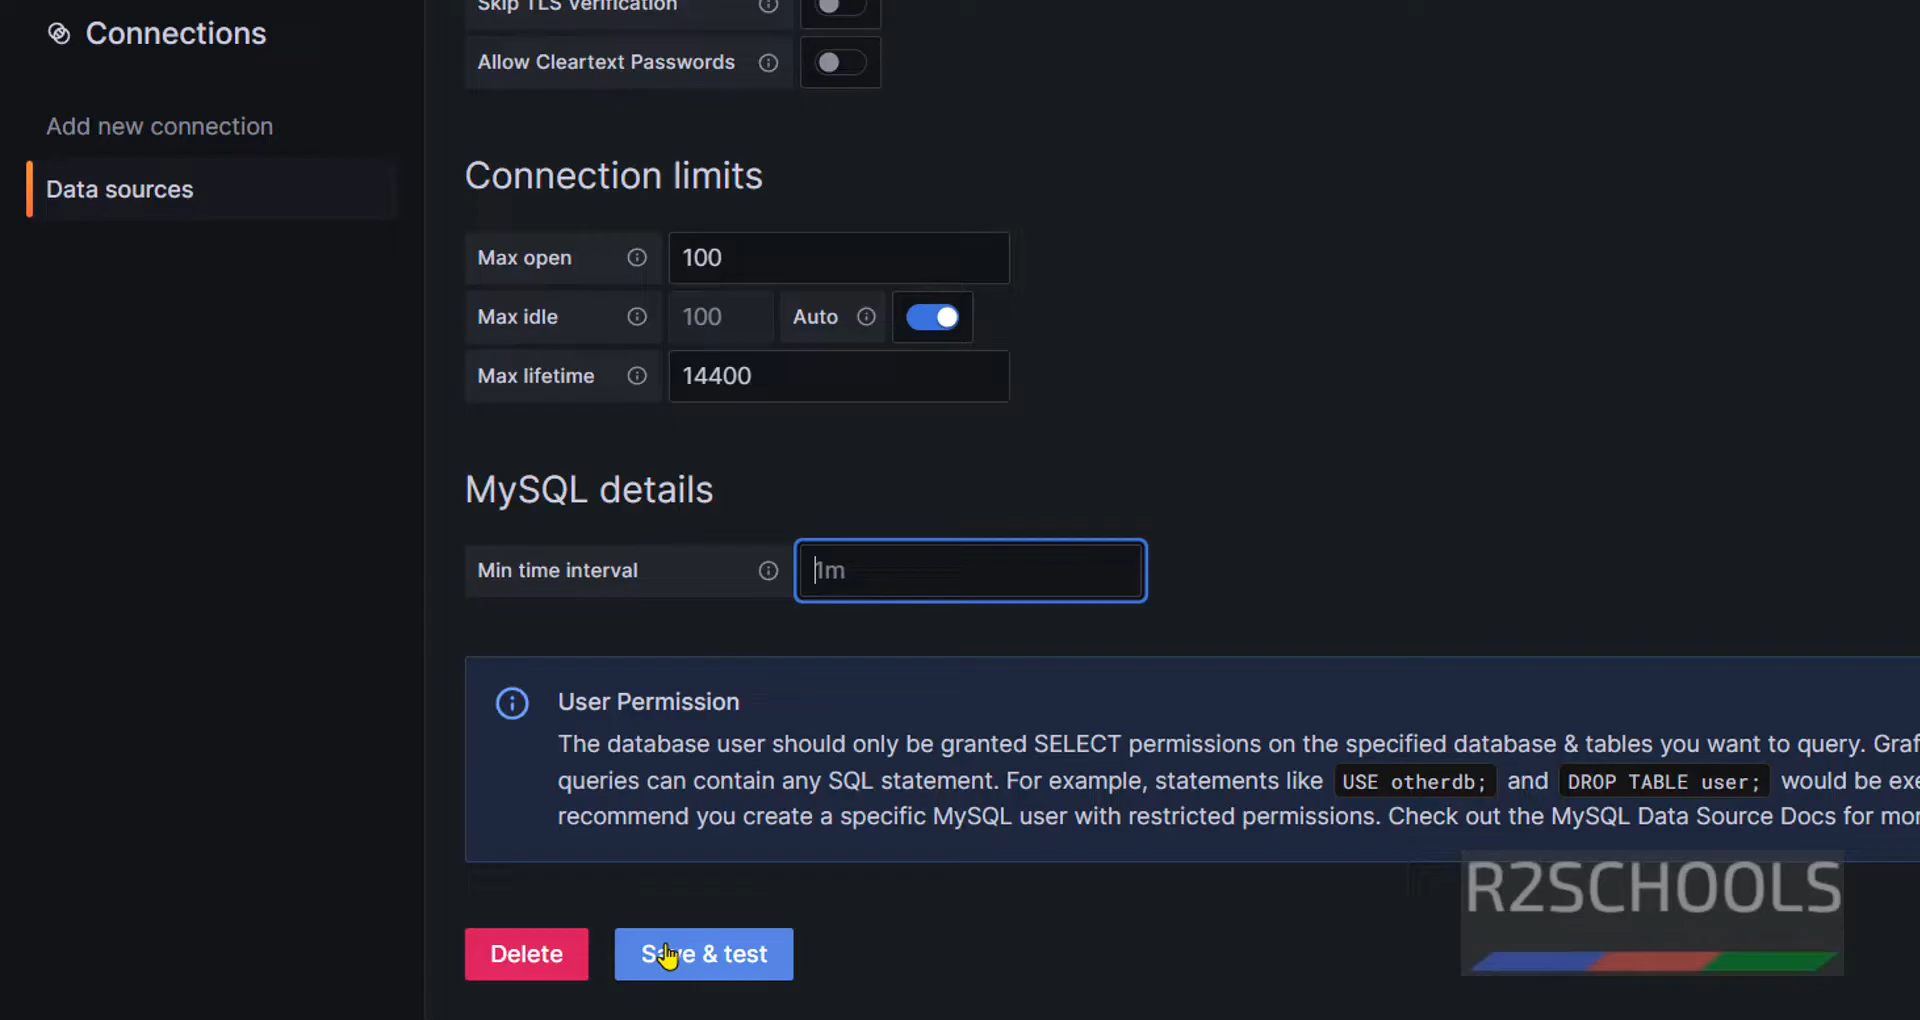 Connections
Add new connection
Data sources
Skip TLS Verification
Allow Cleartext Passwords
Connection limits
Max open
100
Max idle
100
Auto
Max lifetime
14400
MySQL details
Min time interval
1m
User Permission
The database user should only be granted SELECT permissions on the specified database & tables you want to query. Graf
queries can contain any SQL statement. For example, statements like USE otherdb; and DROP TABLE user; would be exe
recommend you create a specific MySQL user with restricted permissions. Check out the MySQL Data Source Docs for mor
R2SCHOOLS
Delete
Save & test